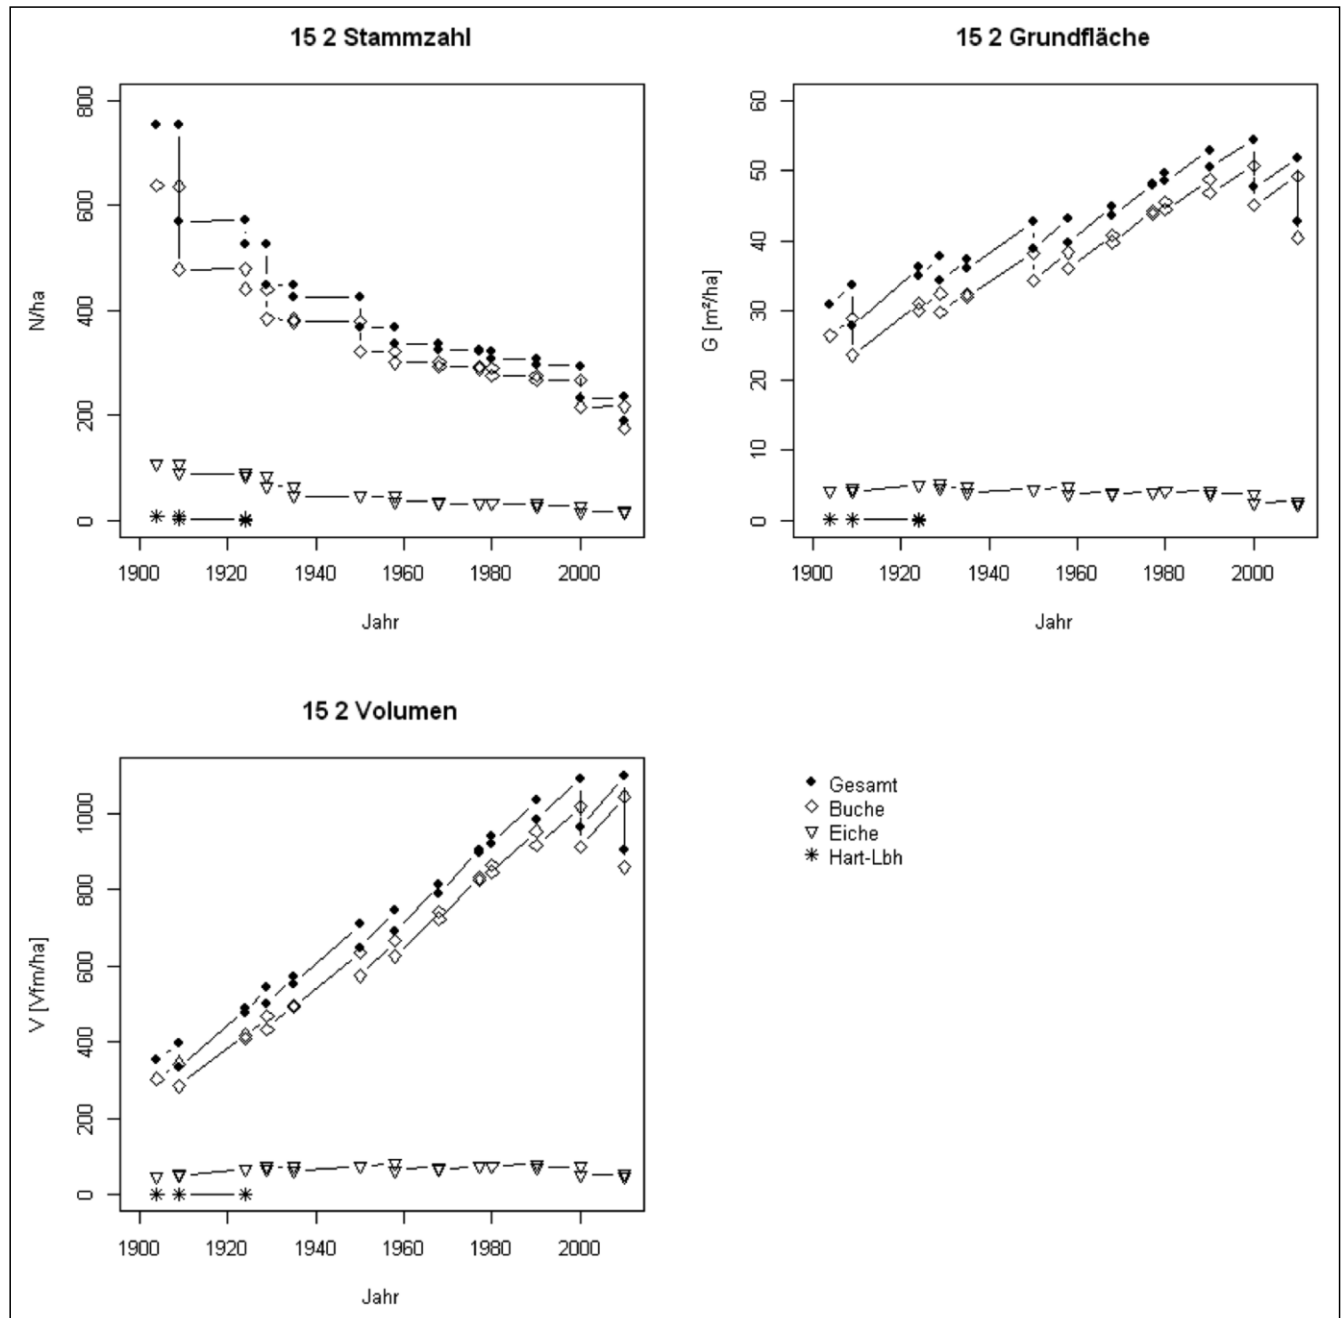 15 2 Stammzahl
N/ha
800
600
400
200
0
1900 1920 1940 1960 1980 2000
Jahr
15 2 Grundfläche
G [m²/ha]
60
50
40
30
20
10
0
1900 1920 1940 1960 1980 2000
Jahr
15 2 Volumen
V [Vfm/ha]
1000
800
600
400
200
0
1900 1920 1940 1960 1980 2000
Jahr
Gesamt
Buche
Eiche
Hart-Lbh